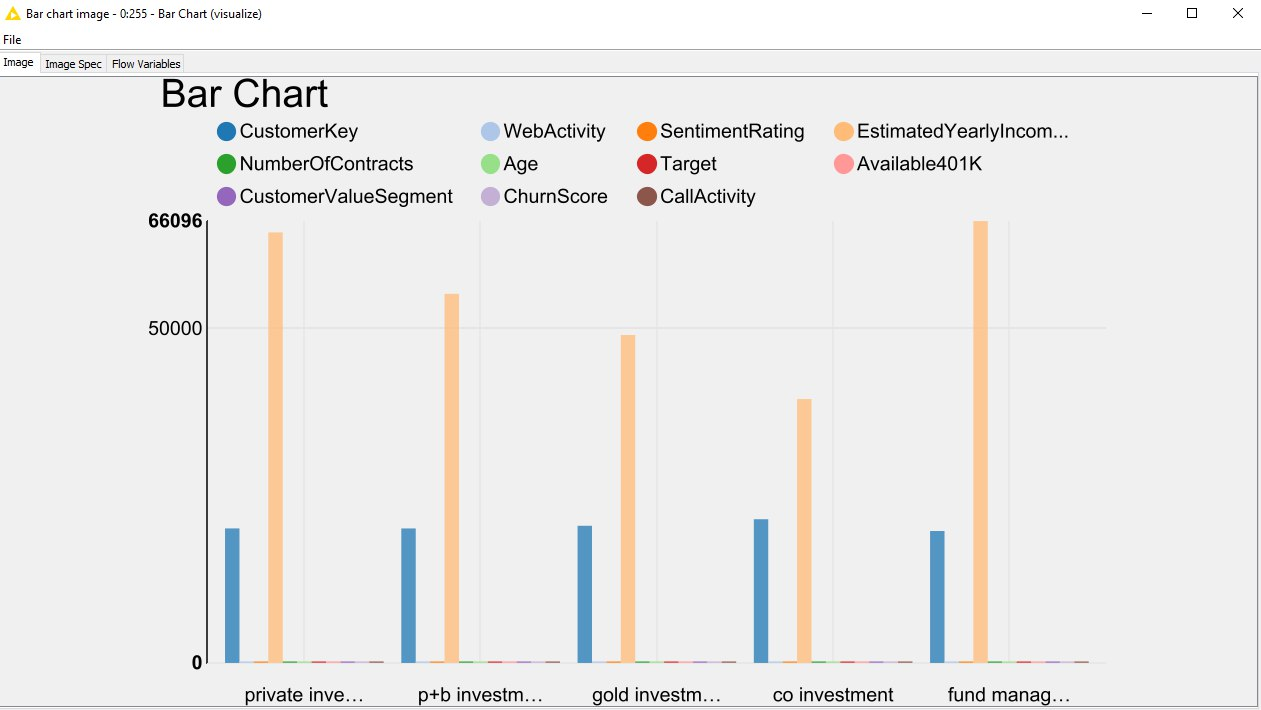 Bar chart image - 0:255 - Bar Chart (visualize)
File
Image Image Spec Flow Variables
Bar Chart
CustomerKey WebActivity SentimentRating EstimatedYearlyIncom...
NumberOfContracts Age Target Available401K
CustomerValueSegment ChurnScore CallActivity
66096
50000
0
private inve... p+b investm... gold investm... co investment fund manag...